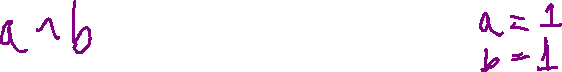 a ^ b
a = 1
b = 1